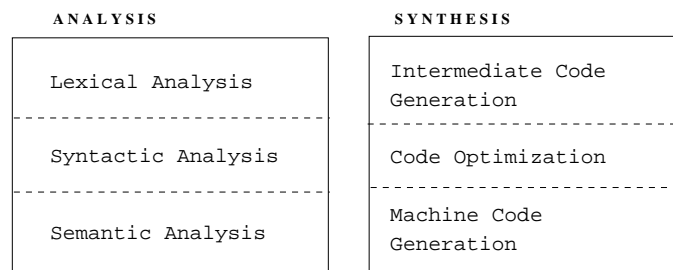 ANALYSIS
Lexical Analysis
Syntactic Analysis
Semantic Analysis
SYNTHESIS
Intermediate Code
Generation
Code Optimization
Machine Code
Generation